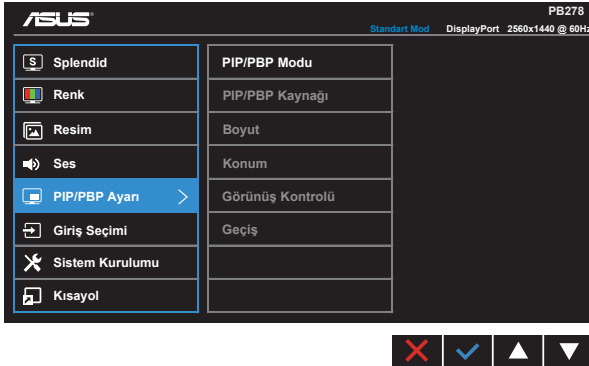 ASUS
PB278
Standart Mod DisplayPort 2560x1440 @ 60Hz
S Splendid
Renk
Resim
Ses
PIP/PBP Ayarı
Giriş Seçimi
Sistem Kurulumu
Kısayol
PIP/PBP Modu
PIP/PBP Kaynağı
Boyut
Konum
Görünüş Kontrolü
Geçiş